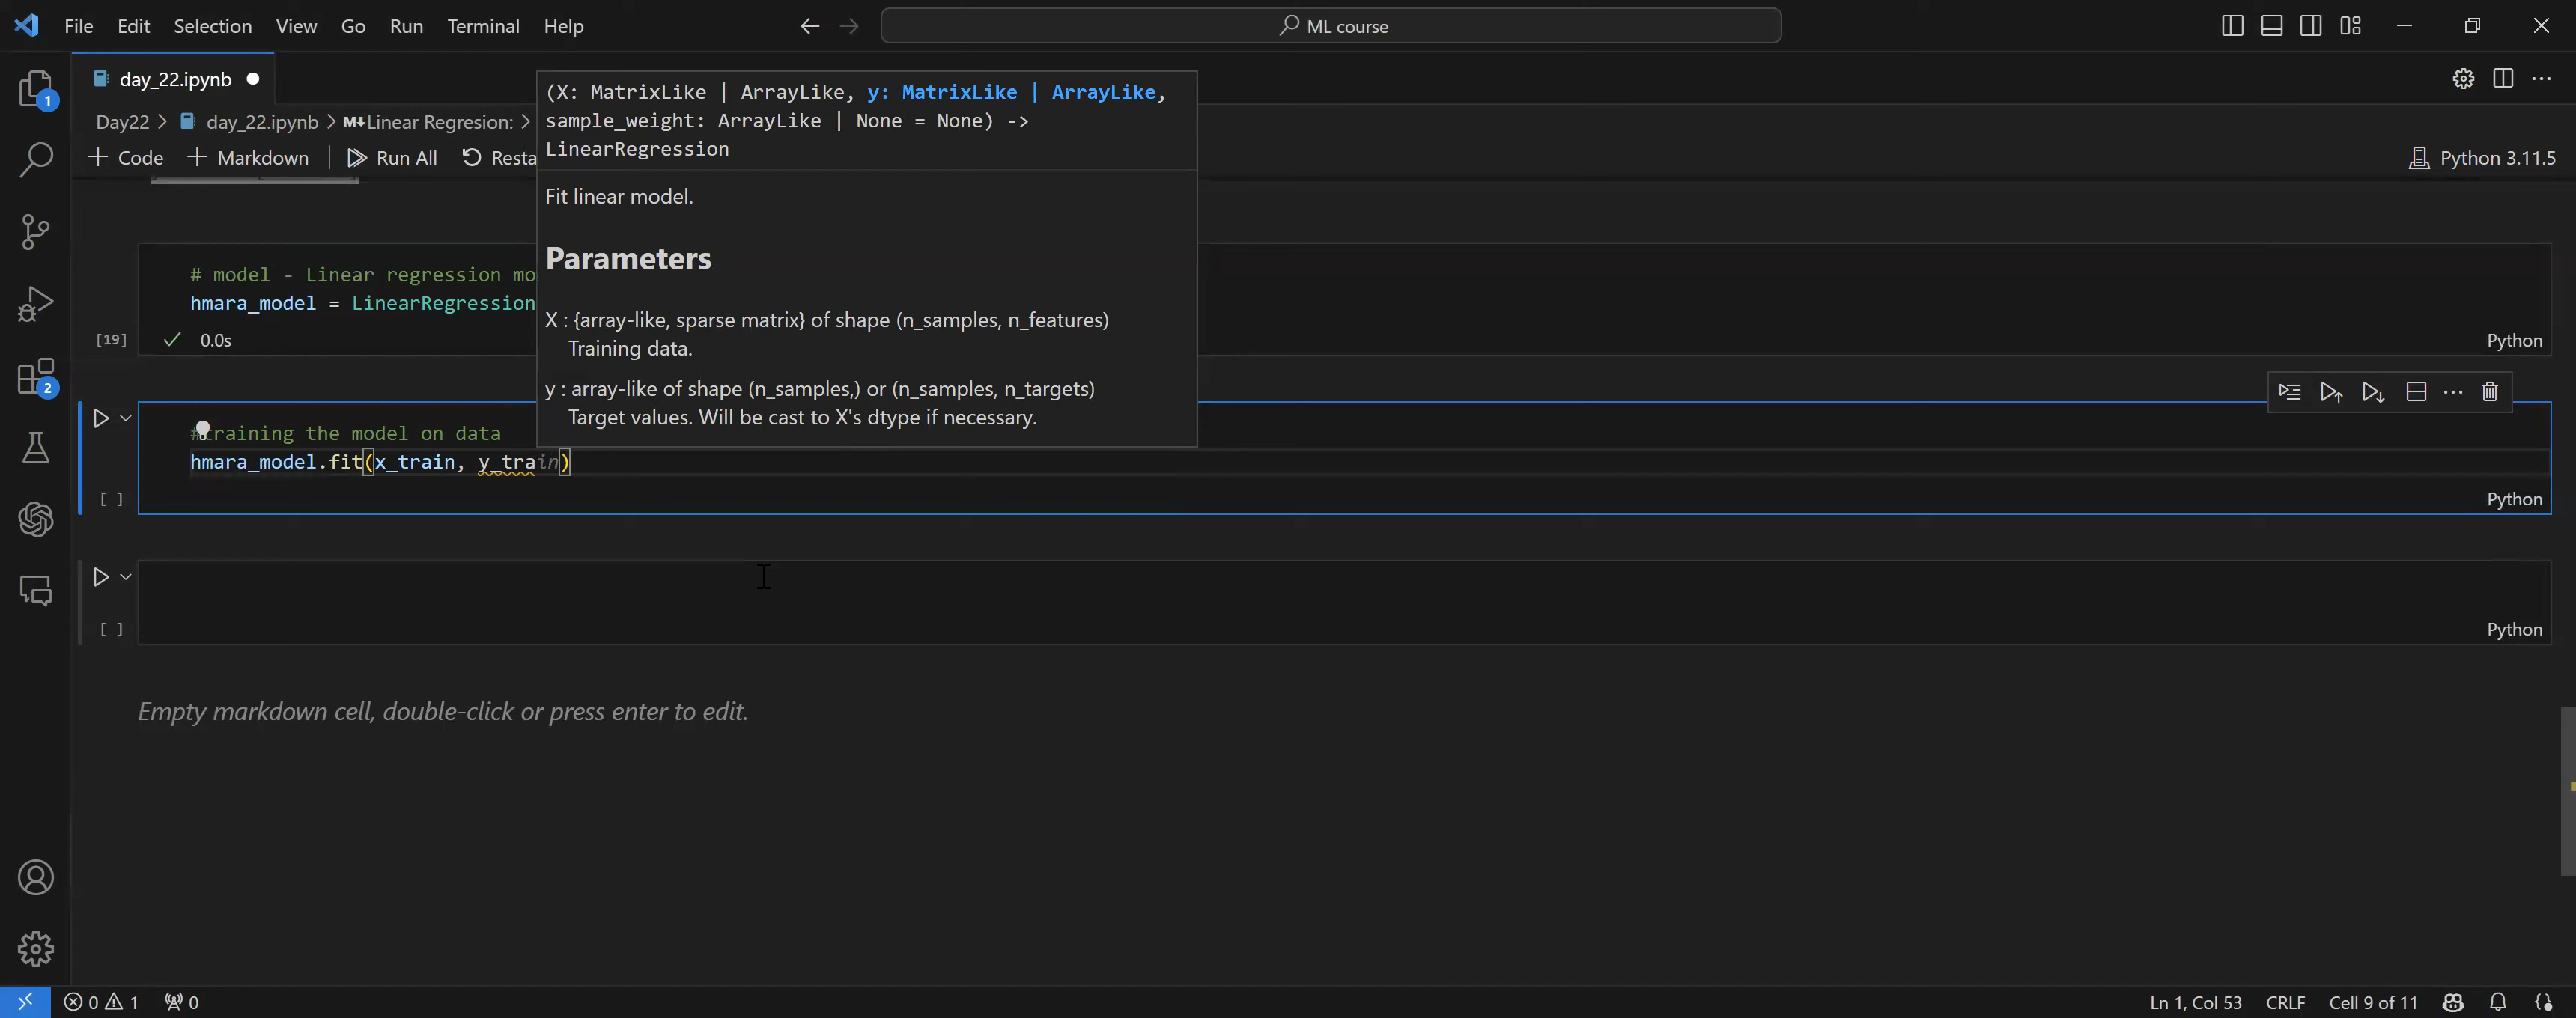 File Edit Selection View Go Run Terminal Help
ML course
day_22.ipynb
Day22 > day_22.ipynb > M↓Linear Regresion: >
+ Code + Markdown | Run All Resta
Python 3.11.5
(X: MatrixLike | ArrayLike, y: MatrixLike | ArrayLike,
sample_weight: ArrayLike | None = None) ->
LinearRegression
Fit linear model.
Parameters
X : {array-like, sparse matrix} of shape (n_samples, n_features)
Training data.
y : array-like of shape (n_samples,) or (n_samples, n_targets)
Target values. Will be cast to X's dtype if necessary.
# model - Linear regression mo
hmara_model = LinearRegression
[19] 0.0s
Python
#training the model on data
hmara_model.fit(x_train, y_train)
[ ]
Python
[ ]
Python
Empty markdown cell, double-click or press enter to edit.
1
2
0 1 0
Ln 1, Col 53 CRLF Cell 9 of 11